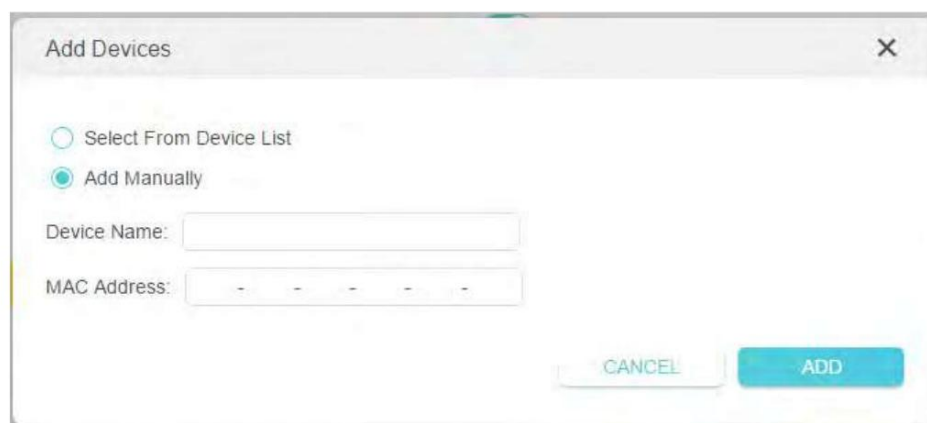 Add Devices
Select From Device List
Add Manually
Device Name:
MAC Address: - - - - -
CANCEL ADD